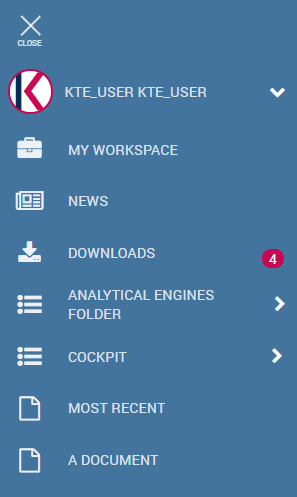 CLOSE
KTE_USER KTE_USER
MY WORKSPACE
NEWS
DOWNLOADS
4
ANALYTICAL ENGINES
FOLDER
COCKPIT
MOST RECENT
A DOCUMENT